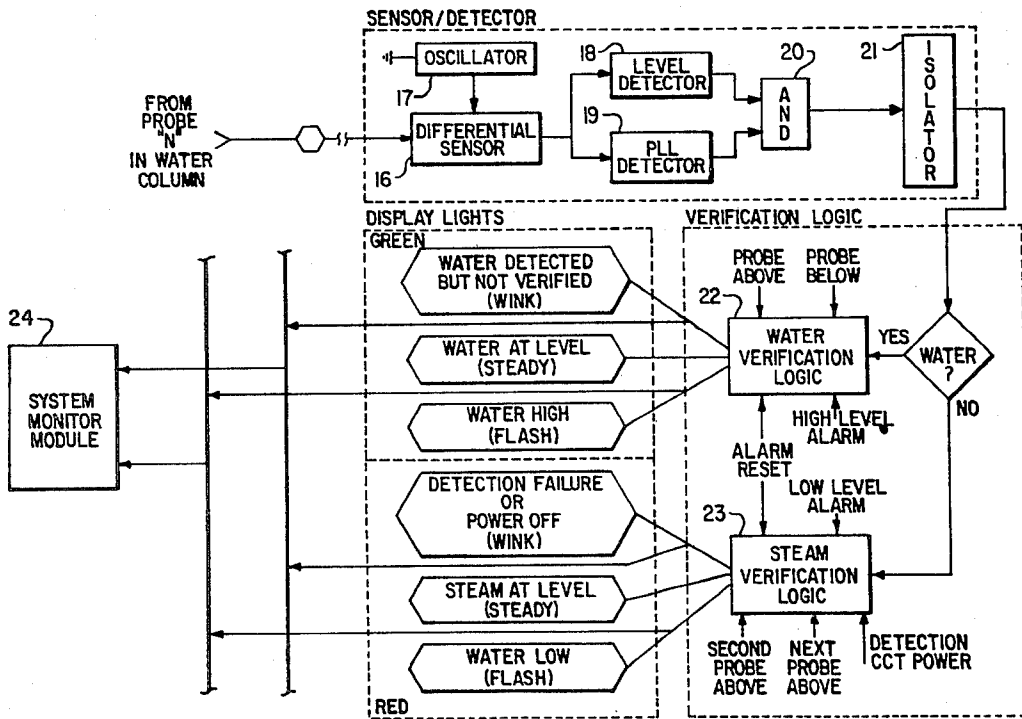 SENSOR/DETECTOR
OSCILLATOR
17
18
LEVEL
DETECTOR
20
21
ISOLATOR
FROM
PROBE
"N"
IN WATER
COLUMN
DIFFERENTIAL
SENSOR
16
19
PLL
DETECTOR
AND
DISPLAY LIGHTS
GREEN
WATER DETECTED
BUT NOT VERIFIED
(WINK)
WATER AT LEVEL
(STEADY)
WATER HIGH
(FLASH)
DETECTION FAILURE
OR
POWER OFF
(WINK)
STEAM AT LEVEL
(STEADY)
WATER LOW
(FLASH)
RED
VERIFICATION LOGIC
PROBE
ABOVE
PROBE
BELOW
22
WATER
VERIFICATION
LOGIC
YES
WATER
?
NO
HIGH LEVEL
ALARM
ALARM
RESET
LOW LEVEL
ALARM
23
STEAM
VERIFICATION
LOGIC
SECOND
PROBE
ABOVE
NEXT
PROBE
ABOVE
DETECTION
CCT POWER
24
SYSTEM
MONITOR
MODULE